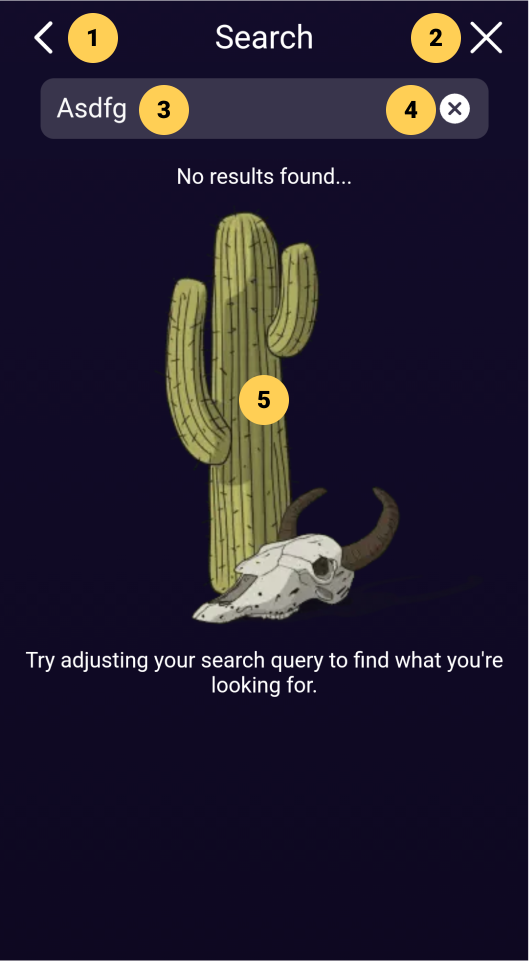 1
Search
2
Asdfg
3
4
No results found...
5
Try adjusting your search query to find what you're
looking for.